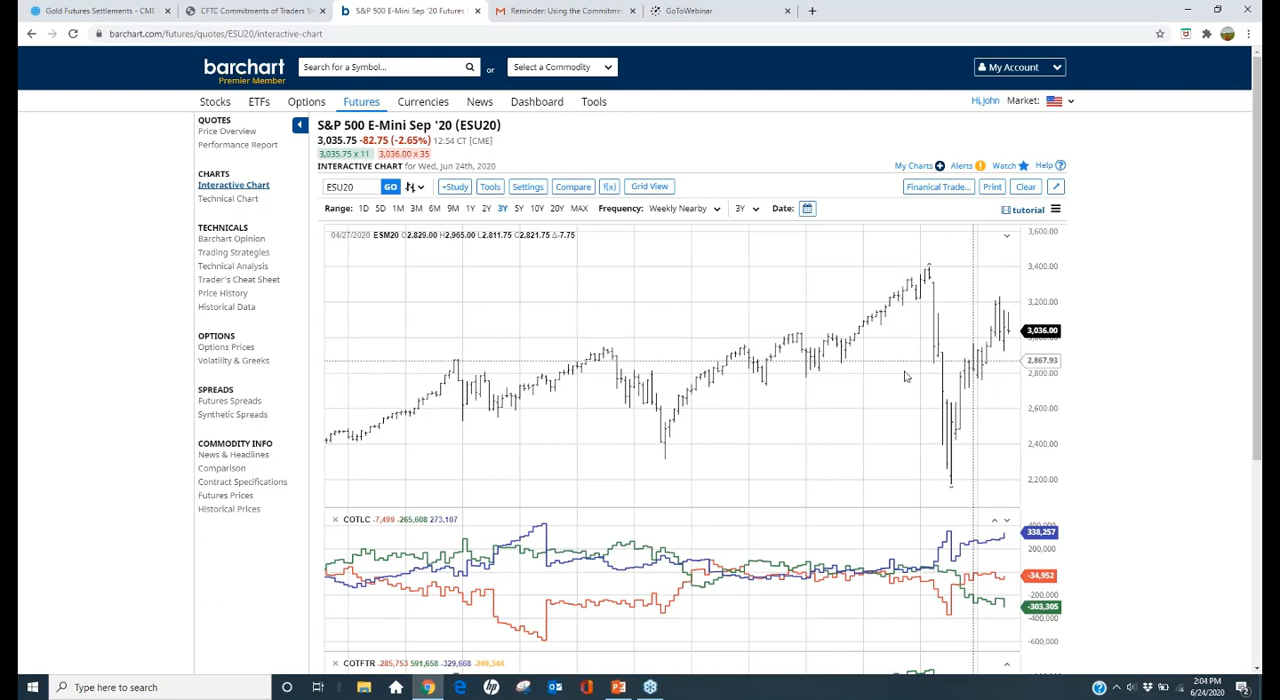 Gold Futures Settlements - CME
CFTC Commitments of Traders S
S&P 500 E-Mini Sep '20 Futures
Reminder: Using the Commitme
GoToWebinar
barchart.com/futures/quotes/ESU20/interactive-chart
barchart
Premier Member
Search for a Symbol...
or
Select a Commodity
My Account
Stocks
ETFs
Options
Futures
Currencies
News
Dashboard
Tools
Hi, John
Market:
QUOTES
Price Overview
Performance Report
CHARTS
Interactive Chart
Technical Chart
TECHNICALS
Barchart Opinion
Trading Strategies
Technical Analysis
Trader's Cheat Sheet
Price History
Historical Data
OPTIONS
Options Prices
Volatility & Greeks
SPREADS
Futures Spreads
Synthetic Spreads
COMMODITY INFO
News & Headlines
Comparison
Contract Specifications
Futures Prices
Historical Prices
S&P 500 E-Mini Sep '20 (ESU20)
3,035.75 -82.75 (-2.65%) 12:54 CT [CME]
3,035.75 x 11 3,036.00 x 35
INTERACTIVE CHART for Wed, Jun 24th, 2020
My Charts Alerts Watch Help
ESU20 GO +Study Tools Settings Compare f(x) Grid View
Finanical Trade... Print Clear
Range: 1D 5D 1M 3M 6M 9M 1Y 2Y 3Y 5Y 10Y 20Y MAX Frequency: Weekly Nearby 3Y Date:
tutorial
04/27/2020 ESM20 O2,829.00 H2,965.00 L2,811.75 C2,821.75 Δ-7.75
3,600.00
3,400.00
3,200.00
3,036.00
2,867.93
2,800.00
2,600.00
2,400.00
2,200.00
COTLC -7,499 -265,608 273,107
338,257
200,000
-34,952
-200,000
-303,305
-400,000
-600,000
COTFTR -285,753 591,658 -329,668 -249,344
Type here to search
2:04 PM
6/24/2020